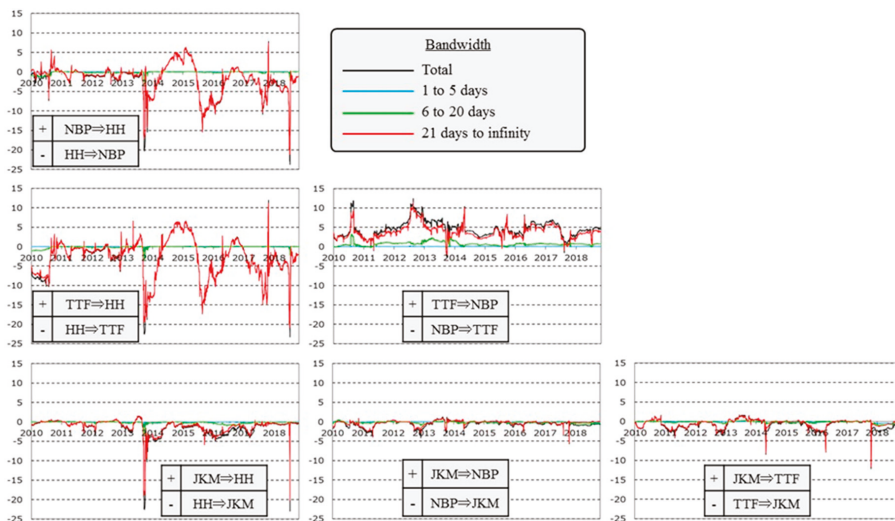 15
10
5
0
-5
-10
-15
-20
-25
2010 2011 2012 2013 2014 2015 2016 2017 2018
+ NBP⇒HH
- HH⇒NBP
Bandwidth
Total
1 to 5 days
6 to 20 days
21 days to infinity
15
10
5
0
-5
-10
-15
-20
-25
2010 2011 2012 2013 2014 2015 2016 2017 2018
+ TTF⇒HH
- HH⇒TTF
15
10
5
0
-5
-10
-15
-20
-25
2010 2011 2012 2013 2014 2015 2016 2017 2018
+ TTF⇒NBP
- NBP⇒TTF
15
10
5
0
-5
-10
-15
-20
-25
2010 2011 2012 2013 2014 2015 2016 2017 2018
+ JKM⇒HH
- HH⇒JKM
15
10
5
0
-5
-10
-15
-20
-25
2010 2011 2012 2013 2014 2015 2016 2017 2018
+ JKM⇒NBP
- NBP⇒JKM
15
10
5
0
-5
-10
-15
-20
-25
2010 2011 2012 2013 2014 2015 2016 2017 2018
+ JKM⇒TTF
- TTF⇒JKM